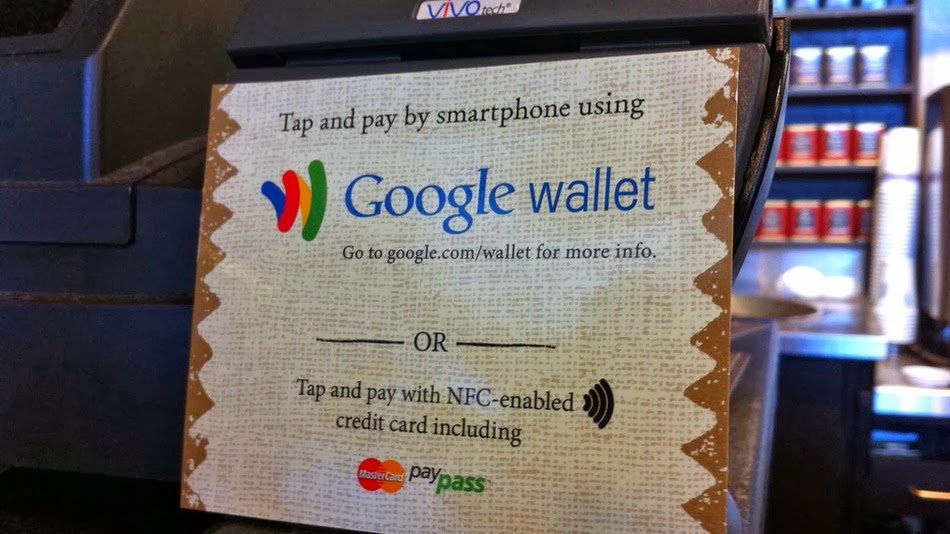 VIVOtech®
Tap and pay by smartphone using
Google wallet
Go to google.com/wallet for more info.
OR
Tap and pay with NFC-enabled
credit card including
MasterCard paypass